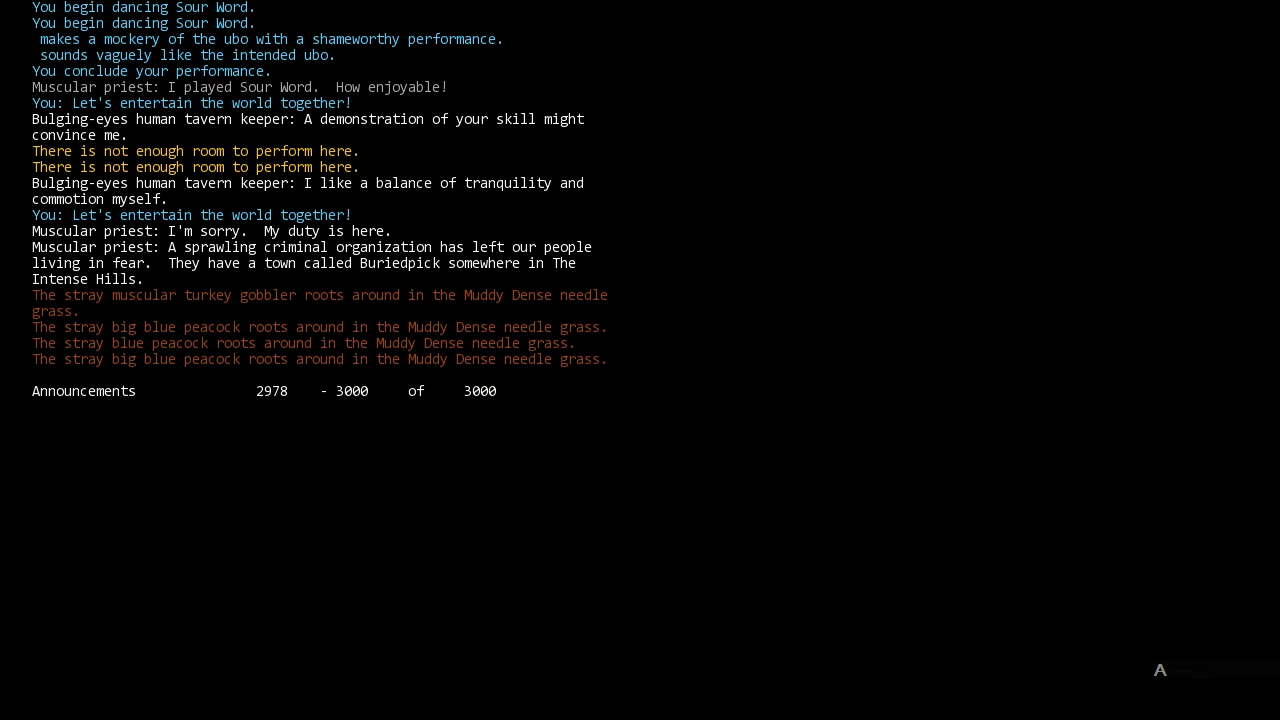 You begin dancing Sour Word.
You begin dancing Sour Word.
makes a mockery of the ubo with a shameworthy performance.
sounds vaguely like the intended ubo.
You conclude your performance.
Muscular priest: I played Sour Word.  How enjoyable!
You: Let's entertain the world together!
Bulging-eyes human tavern keeper: A demonstration of your skill might
convince me.
There is not enough room to perform here.
There is not enough room to perform here.
Bulging-eyes human tavern keeper: I like a balance of tranquility and
commotion myself.
You: Let's entertain the world together!
Muscular priest: I'm sorry.  My duty is here.
Muscular priest: A sprawling criminal organization has left our people
living in fear.  They have a town called Buriedpick somewhere in The
Intense Hills.
The stray muscular turkey gobbler roots around in the Muddy Dense needle
grass.
The stray big blue peacock roots around in the Muddy Dense needle grass.
The stray blue peacock roots around in the Muddy Dense needle grass.
The stray big blue peacock roots around in the Muddy Dense needle grass.
Announcements 2978 - 3000 of 3000
A